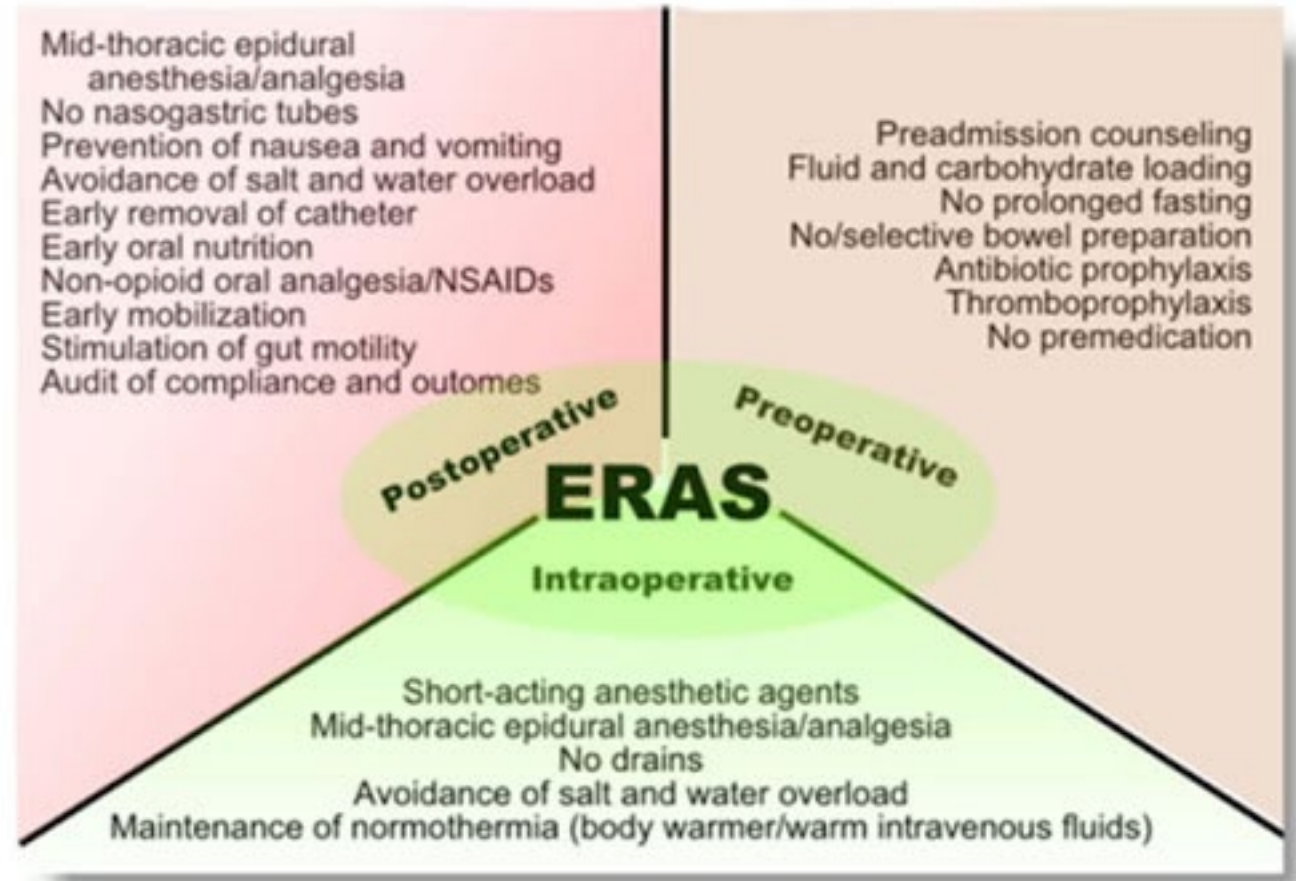 Mid-thoracic epidural
anesthesia/analgesia
No nasogastric tubes
Prevention of nausea and vomiting
Avoidance of salt and water overload
Early removal of catheter
Early oral nutrition
Non-opioid oral analgesia/NSAIDs
Early mobilization
Stimulation of gut motility
Audit of compliance and outomes
Preadmission counseling
Fluid and carbohydrate loading
No prolonged fasting
No/selective bowel preparation
Antibiotic prophylaxis
Thromboprophylaxis
No premedication
Postoperative
Preoperative
ERAS
Intraoperative
Short-acting anesthetic agents
Mid-thoracic epidural anesthesia/analgesia
No drains
Avoidance of salt and water overload
Maintenance of normothermia (body warmer/warm intravenous fluids)